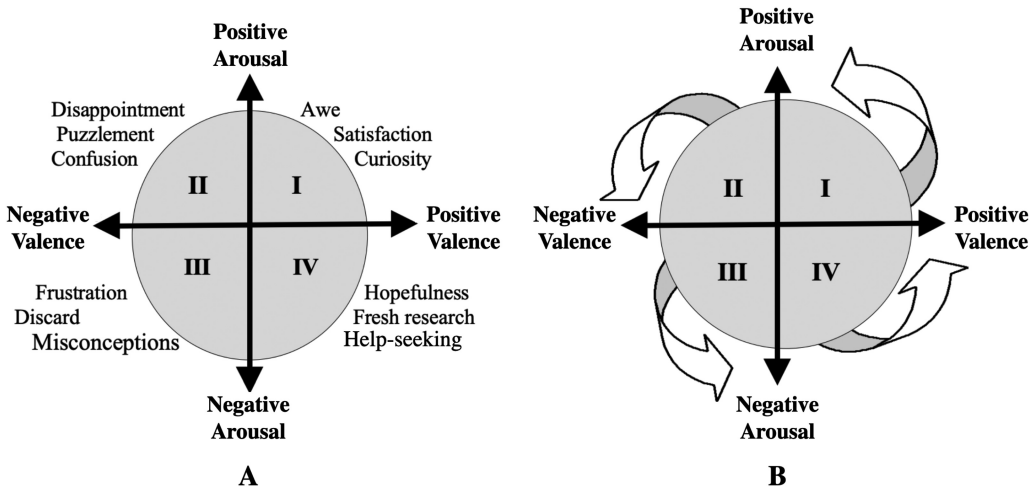 Positive
Arousal
Disappointment
Puzzlement
Confusion
Awe
Satisfaction
Curiosity
II
I
Negative
Valence
Positive
Valence
III
IV
Frustration
Discard
Misconceptions
Hopefulness
Fresh research
Help-seeking
Negative
Arousal
A
Positive
Arousal
II
I
Negative
Valence
Positive
Valence
III
IV
Negative
Arousal
B